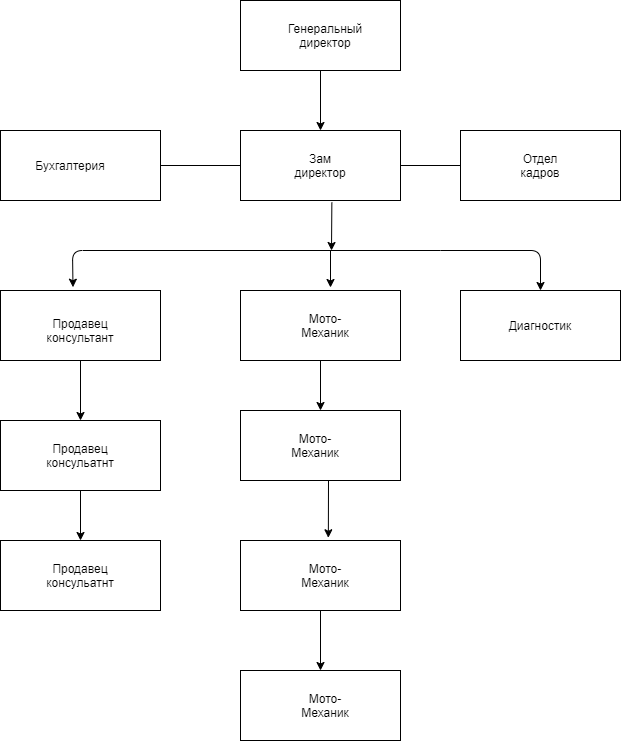 Генеральный
директор
Бухгалтерия
Зам
директор
Отдел
кадров
Продавец
консультант
Мото-
Механик
Диагностик
Продавец
консульатнт
Мото-
Механик
Продавец
консульатнт
Мото-
Механик
Мото-
Механик